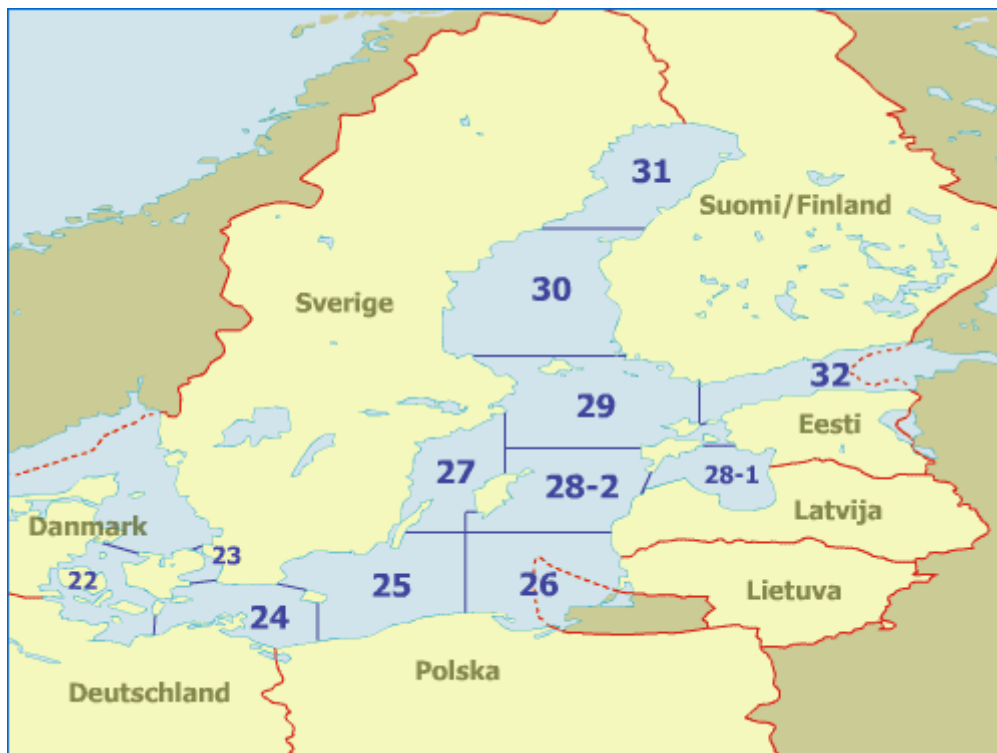 31
Suomi/Finland
30
Sverige
32
29
Eesti
27
28-2
28-1
Latvija
Danmark
23
22
25
26
Lietuva
24
Polska
Deutschland